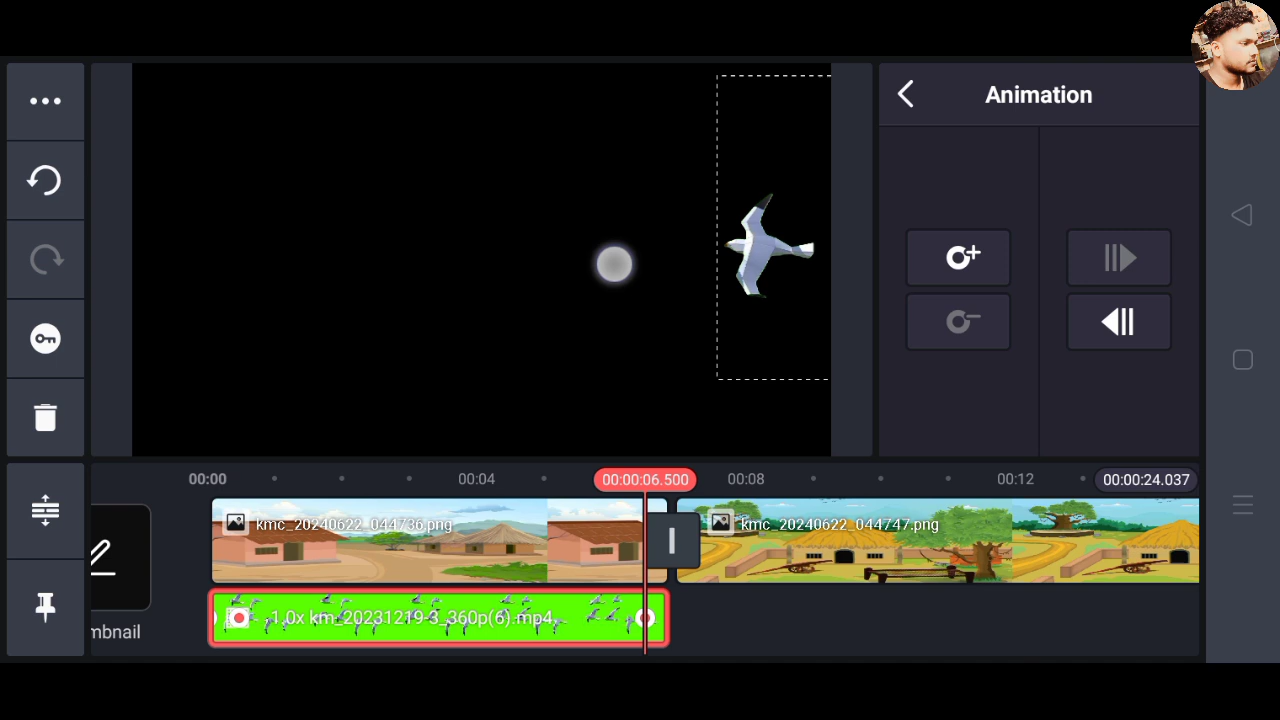 Animation
00:00
00:04
00:00:06.500
00:08
00:12
00:00:24.037
kmc_20240622_044736.png
kmc_20240622_044747.png
1.0x km_20231219-3_360p(6).mp4
mbnail